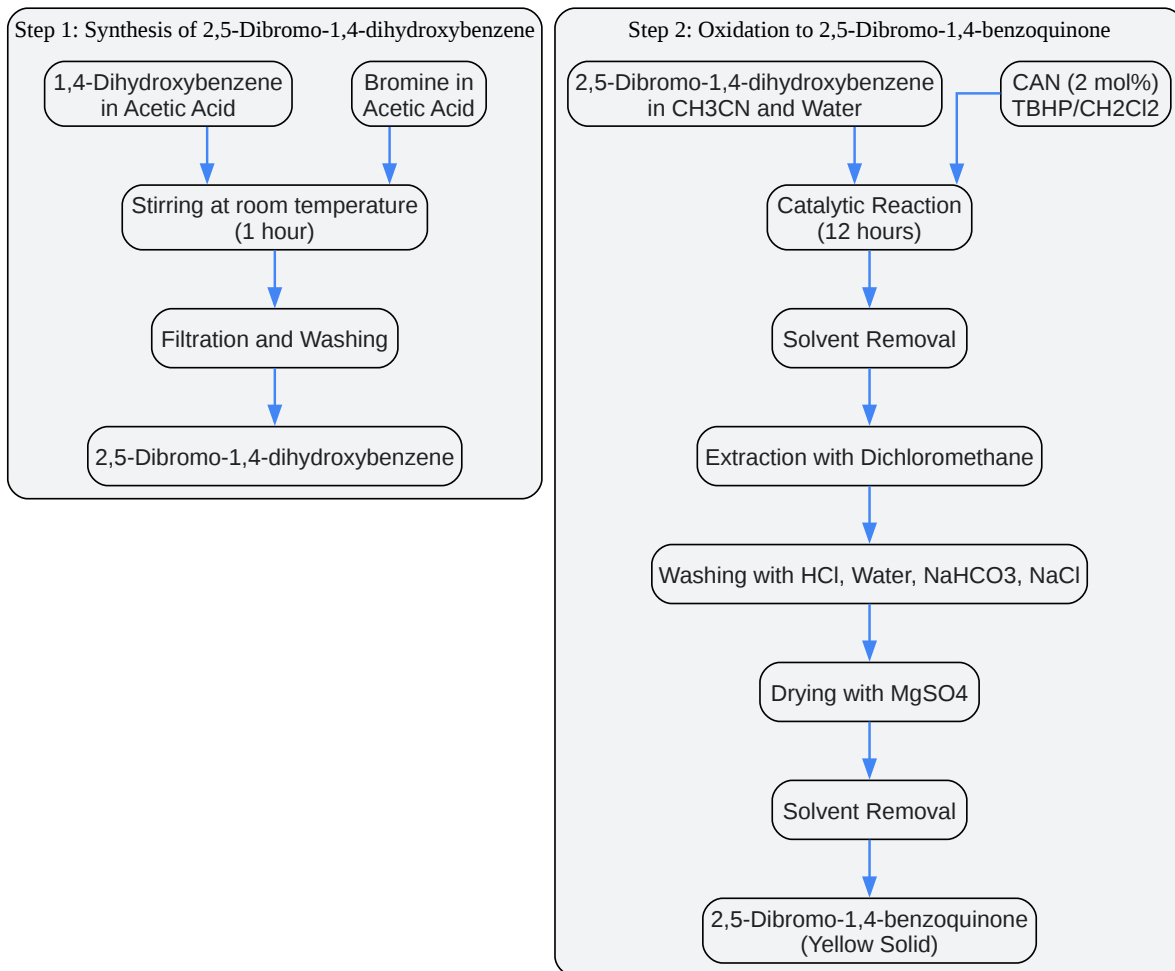 Step 1: Synthesis of 2,5-Dibromo-1,4-dihydroxybenzene
1,4-Dihydroxybenzene
in Acetic Acid
Bromine in
Acetic Acid
Stirring at room temperature
(1 hour)
Filtration and Washing
2,5-Dibromo-1,4-dihydroxybenzene
Step 2: Oxidation to 2,5-Dibromo-1,4-benzoquinone
2,5-Dibromo-1,4-dihydroxybenzene
in CH3CN and Water
CAN (2 mol%)
TBHP/CH2Cl2
Catalytic Reaction
(12 hours)
Solvent Removal
Extraction with Dichloromethane
Washing with HCl, Water, NaHCO3, NaCl
Drying with MgSO4
Solvent Removal
2,5-Dibromo-1,4-benzoquinone
(Yellow Solid)